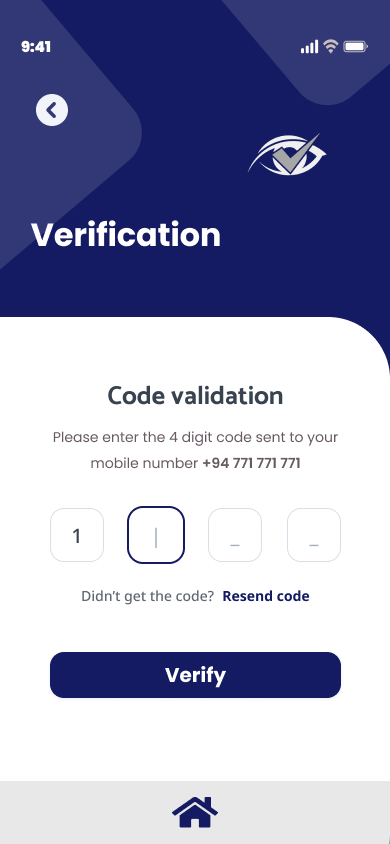 9:41
Verification
Code validation
Please enter the 4 digit code sent to your
mobile number +94 771 771 771
1 | _ _
Didn't get the code? Resend code
Verify